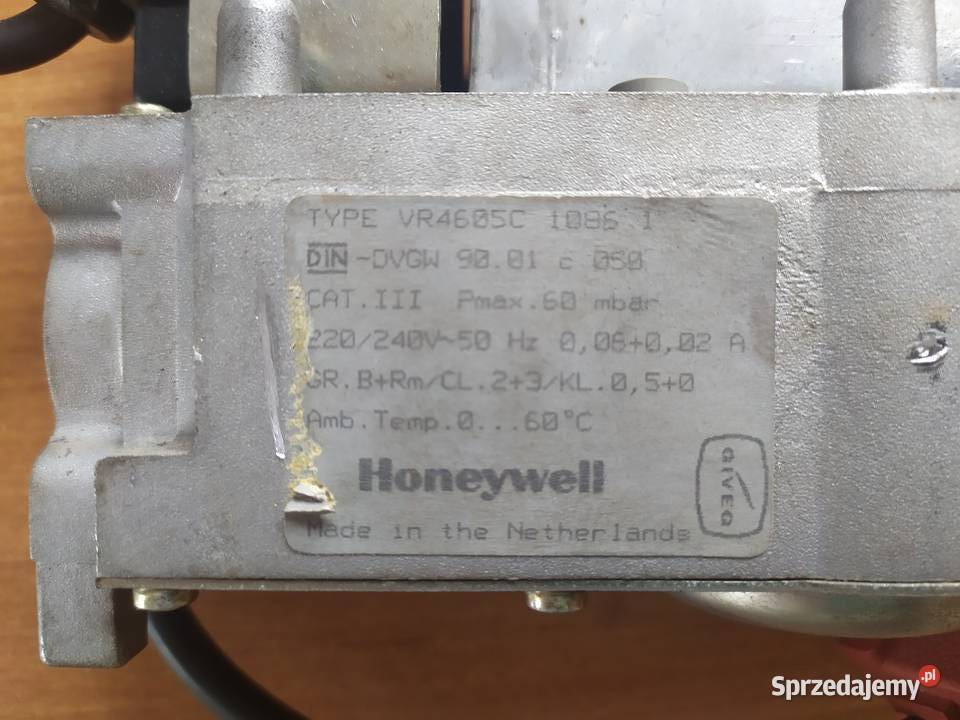 TYPE VR4605C 1086 1
DIN-DVGW 90.01 c 050
CAT.III Pmax.60 mbar
220/240V~50 Hz 0,06+0,02 A
GR.B+Rm/CL.2+3/KL.0,5+0
Amb.Temp.0...60°C
Honeywell
GIVEG
Made in the Netherlands
Sprzedajemy.pl